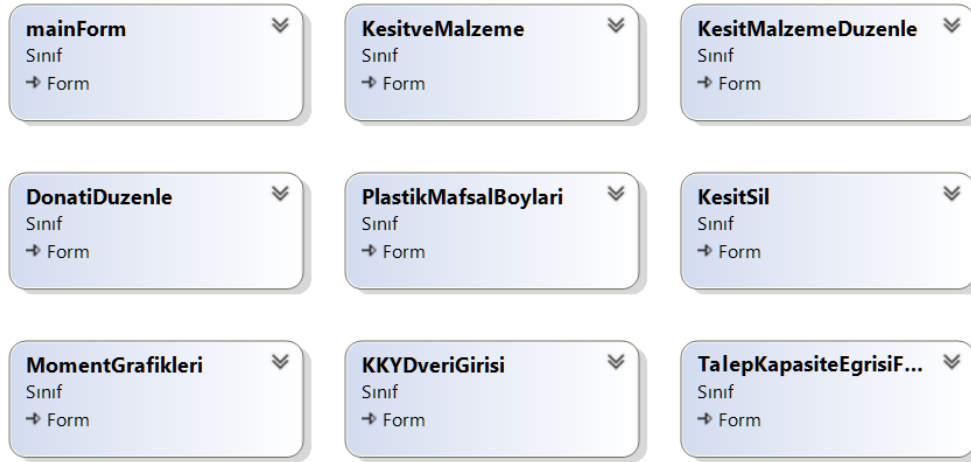 mainForm
Sınıf
Form
KesitveMalzeme
Sınıf
Form
KesitMalzemeDuzenle
Sınıf
Form
DonatiDuzenle
Sınıf
Form
PlastikMafsalBoylari
Sınıf
Form
KesitSil
Sınıf
Form
MomentGrafikleri
Sınıf
Form
KKYDveriGirisi
Sınıf
Form
TalepKapasiteEgrisiF...
Sınıf
Form